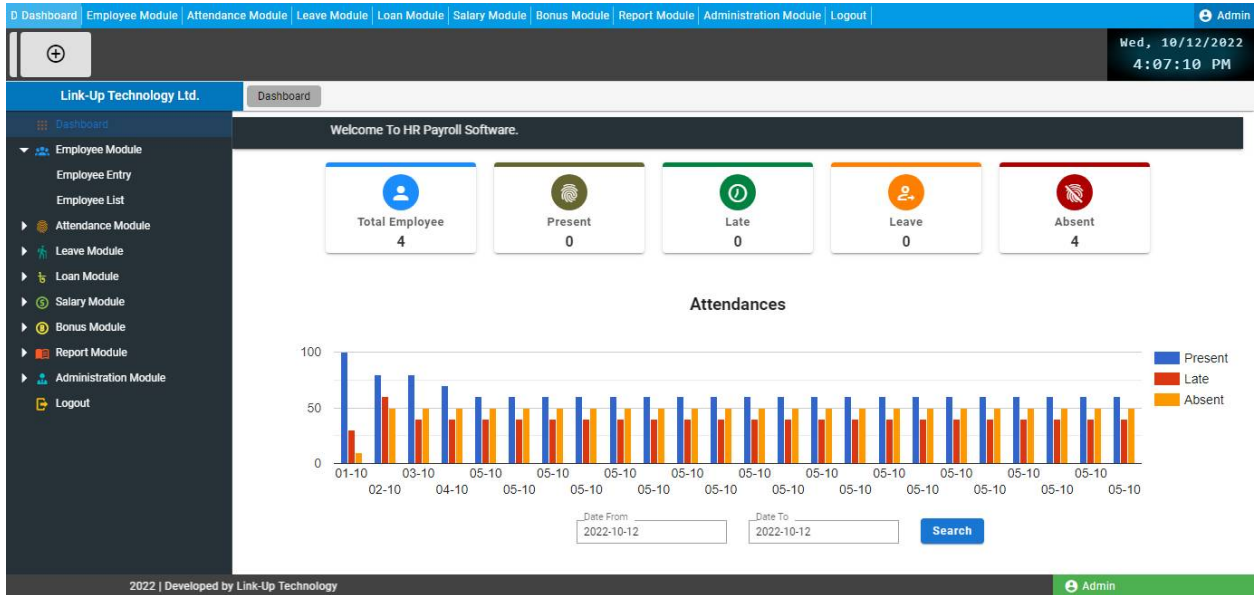 D Dashboard Employee Module Attendance Module Leave Module Loan Module Salary Module Bonus Module Report Module Administration Module Logout Admin
Wed, 10/12/2022
4:07:10 PM
Link-Up Technology Ltd.
Dashboard
Dashboard
Employee Module
Employee Entry
Employee List
Attendance Module
Leave Module
Loan Module
Salary Module
Bonus Module
Report Module
Administration Module
Logout
Welcome To HR Payroll Software.
Total Employee
4
Present
0
Late
0
Leave
0
Absent
4
Attendances
100
50
0
Present
Late
Absent
01-10 03-10 05-10 05-10 05-10 05-10 05-10 05-10 05-10 05-10 05-10 05-10
02-10 04-10 05-10 05-10 05-10 05-10 05-10 05-10 05-10 05-10 05-10 05-10
Date From
2022-10-12
Date To
2022-10-12
Search
2022 | Developed by Link-Up Technology
Admin